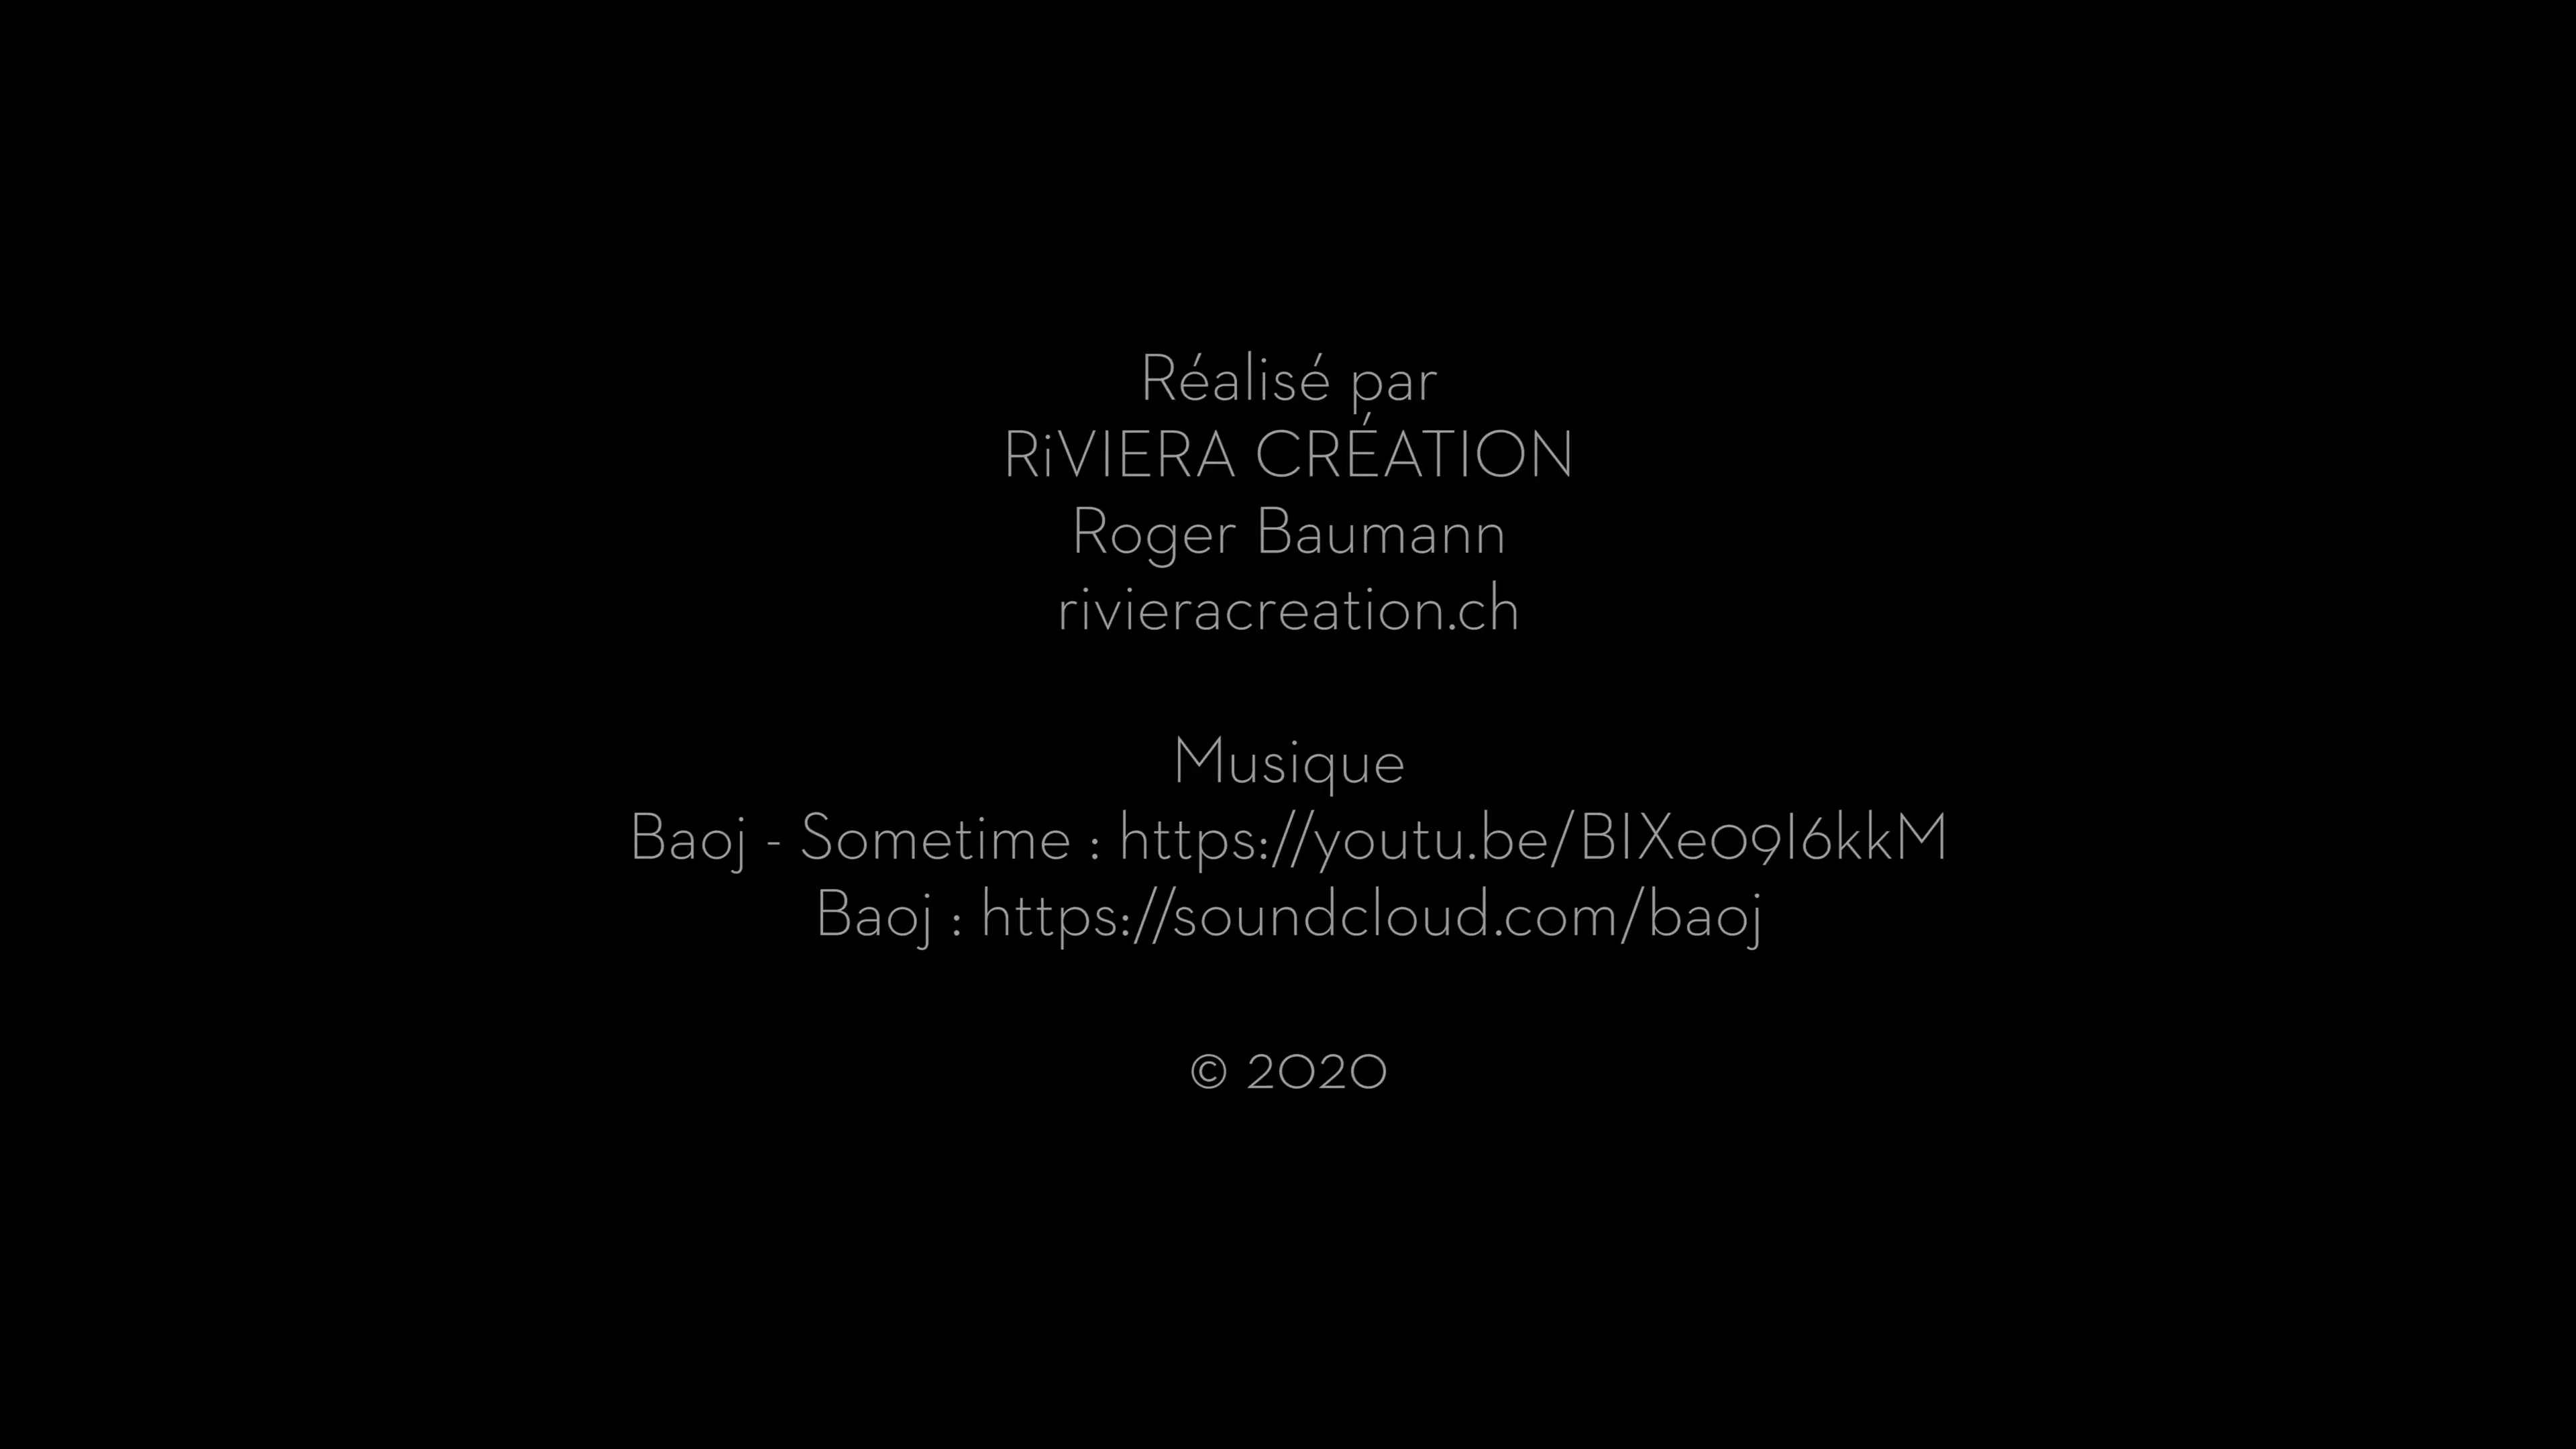 Réalisé par
RiVIERA CRÉATION
Roger Baumann
rivieracreation.ch
Musique
Baoj - Sometime : https://youtu.be/BIXe09I6kkM
Baoj : https://soundcloud.com/baoj
© 2020